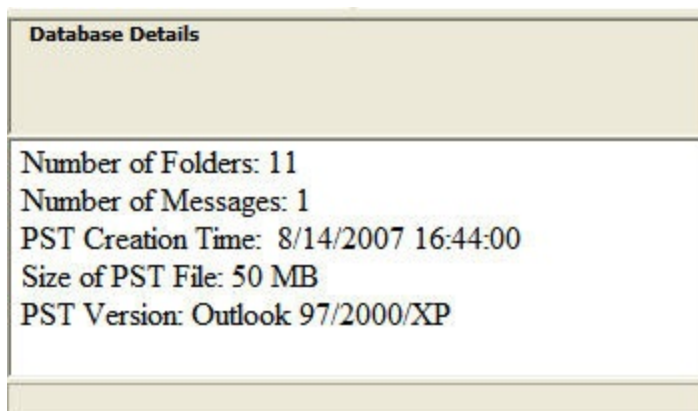 Database Details
Number of Folders: 11
Number of Messages: 1
PST Creation Time:  8/14/2007 16:44:00
Size of PST File: 50 MB
PST Version: Outlook 97/2000/XP